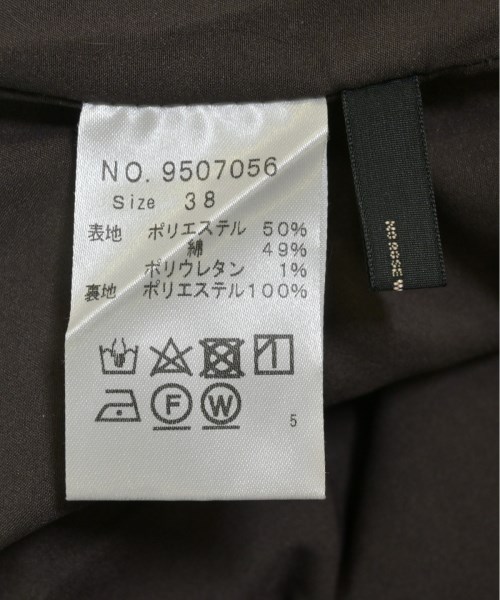 NO. 9507056
Size 38
表地 ポリエステル 50%
綿 49%
ポリウレタン 1%
裏地 ポリエステル100%
F W
5